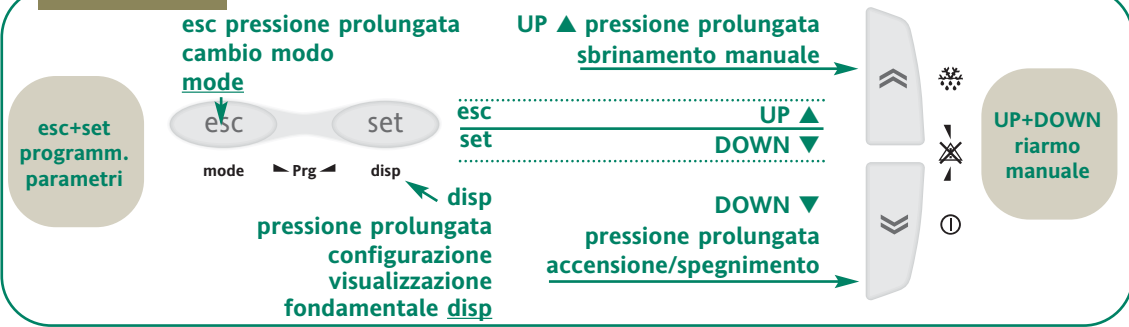 esc pressione prolungata
cambio modo
mode
UP ▲ pressione prolungata
sbrinamento manuale
esc+set
programm.
parametri
esc
set
mode
Prg
disp
esc UP ▲
set DOWN ▼
UP+DOWN
riarmo
manuale
disp
pressione prolungata
configurazione
visualizzazione
fondamentale disp
DOWN ▼
pressione prolungata
accensione/spegnimento